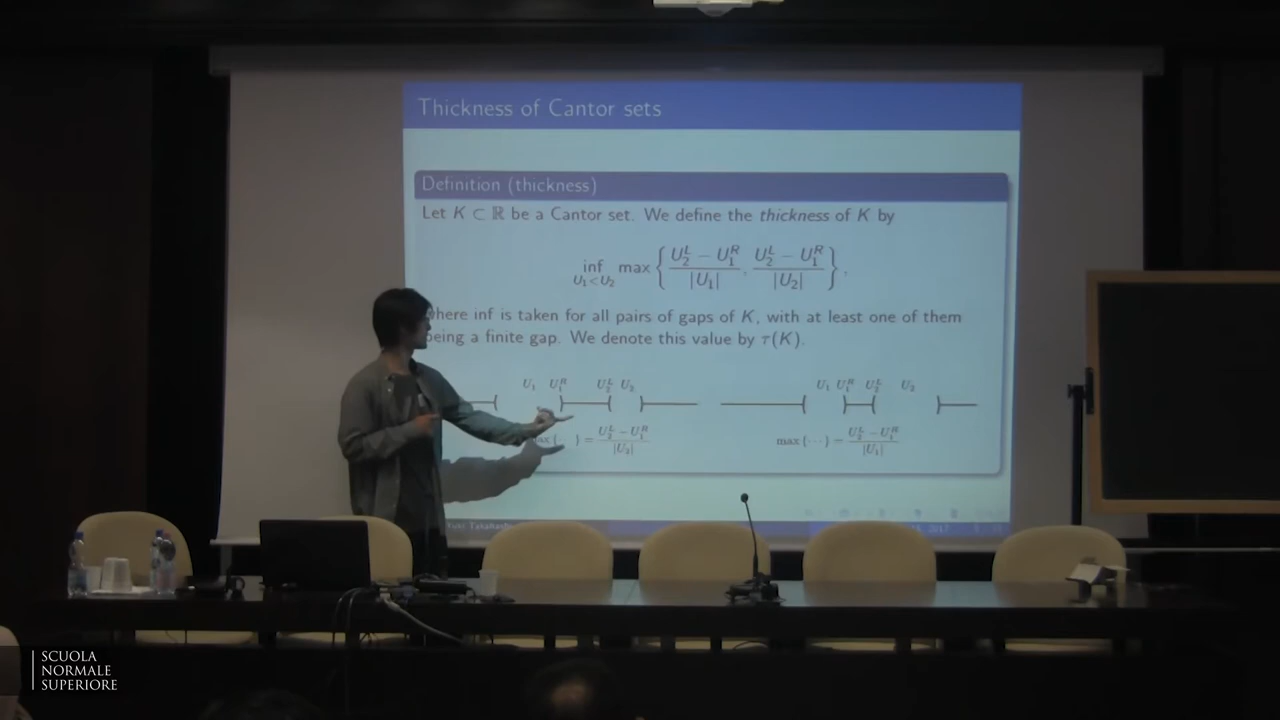 Thickness of Cantor sets
Definition (thickness)
Let K ⊂ ℝ be a Cantor set. We define the thickness of K by
inf U₁<U₂ max { U₂ᴸ − U₁ᴿ / |U₁| , U₂ᴸ − U₁ᴿ / |U₂| } ,
where inf is taken for all pairs of gaps of K, with at least one of them
being a finite gap. We denote this value by τ(K).
U₁ U₁ᴿ U₂ᴸ U₂ U₁ U₁ᴿ U₂ᴸ U₂
} = U₂ᴸ − U₁ᴿ / |U₂| max {⋯} = U₂ᴸ − U₁ᴿ / |U₁|
Yuki 2017
SCUOLA
NORMALE
SUPERIORE